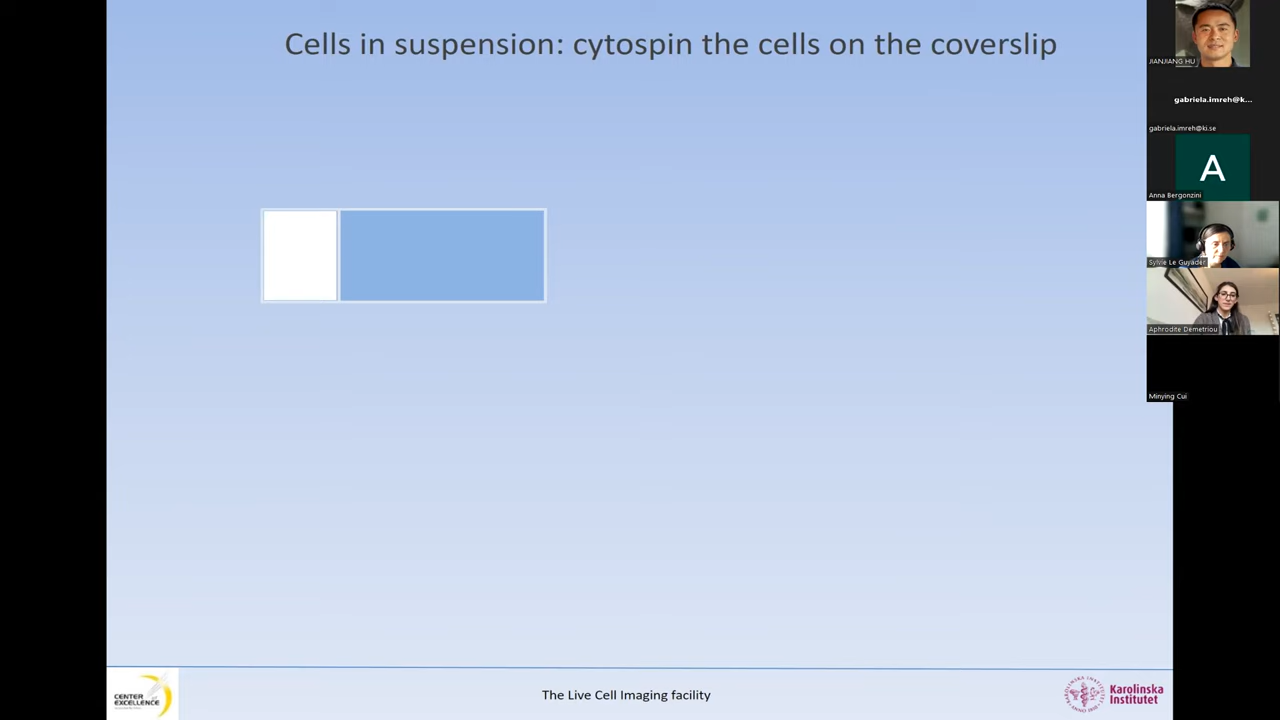 Cells in suspension: cytospin the cells on the coverslip
JIANJIANG HU
gabriela.imreh@k...
gabriela.imreh@ki.se
A
Anna Bergonzini
Sylvie Le Guyader
Aphrodite Demetriou
Minying Cui
CENTER of
EXCELLENCE
The Live Cell Imaging facility
Karolinska
Institutet